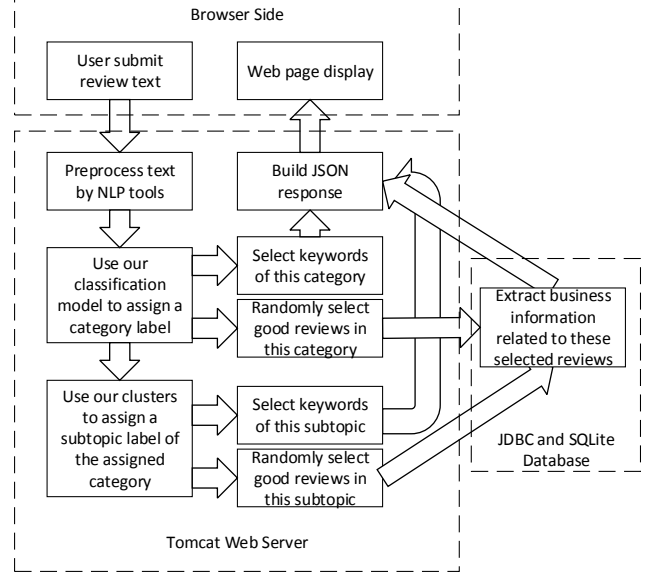 Browser Side
User submit
review text
Web page display
Preprocess text
by NLP tools
Build JSON
response
Use our
classification
model to assign a
category label
Select keywords
of this category
Randomly select
good reviews in
this category
Extract business
information
related to these
selected reviews
Use our clusters
to assign a
subtopic label of
the assigned
category
Select keywords
of this subtopic
Randomly select
good reviews in
this subtopic
JDBC and SQLite
Database
Tomcat Web Server